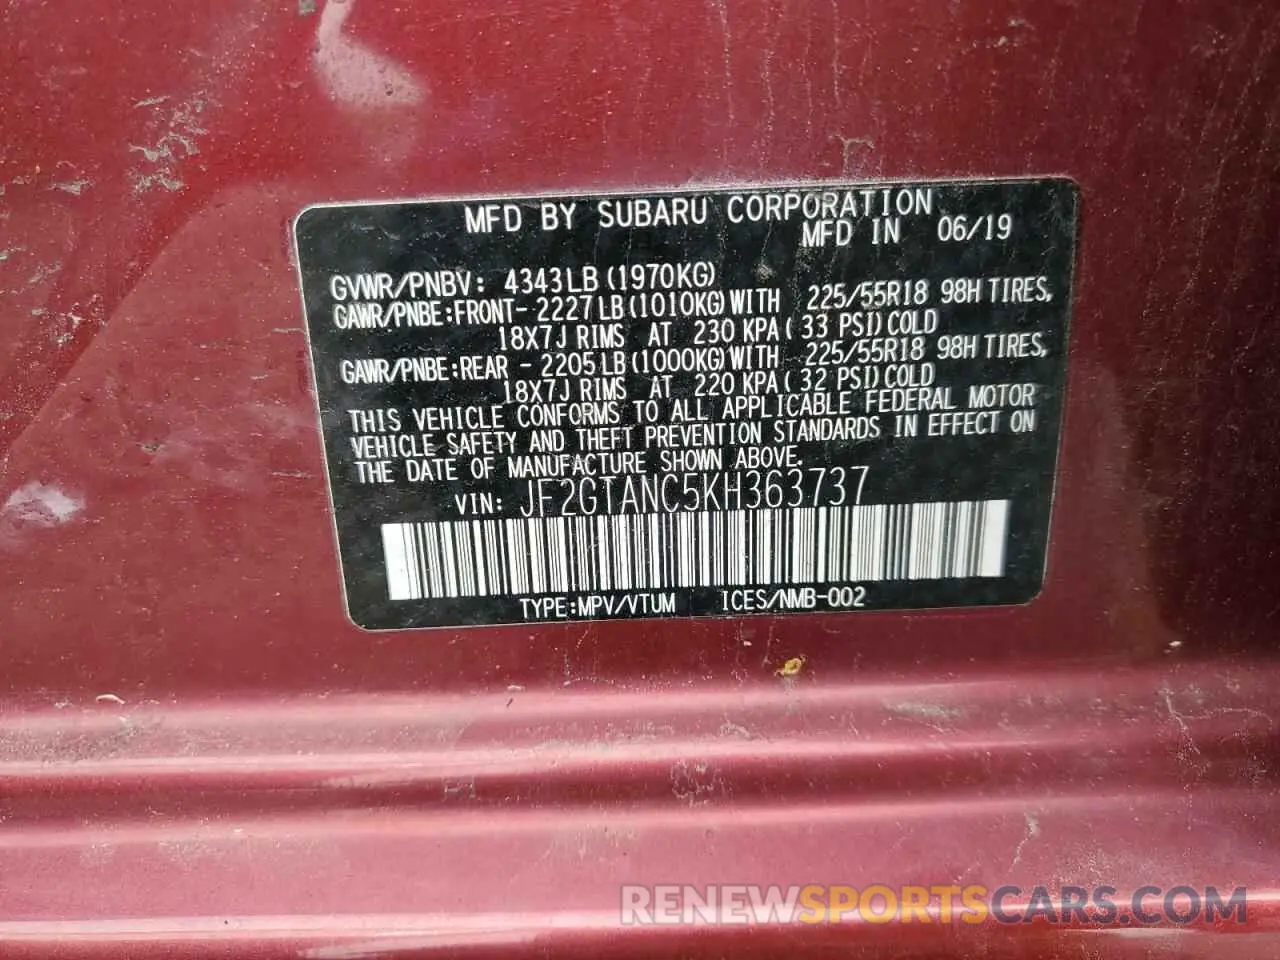 MFD BY SUBARU CORPORATION
MFD IN 06/19
GVWR/PNBV: 4343LB (1970KG)
GAWR/PNBE:FRONT- 2227LB (1010KG) WITH 225/55R18 98H TIRES,
18X7J RIMS AT 230 KPA ( 33 PSI) COLD
GAWR/PNBE:REAR - 2205LB (1000KG) WITH 225/55R18 98H TIRES,
18X7J RIMS AT 220 KPA ( 32 PSI) COLD
THIS VEHICLE CONFORMS TO ALL APPLICABLE FEDERAL MOTOR
VEHICLE SAFETY AND THEFT PREVENTION STANDARDS IN EFFECT ON
THE DATE OF MANUFACTURE SHOWN ABOVE.
VIN: JF2GTANC5KH363737
TYPE:MPV/VTUM ICES/NMB-002
RENEWSPORTSCARS.COM